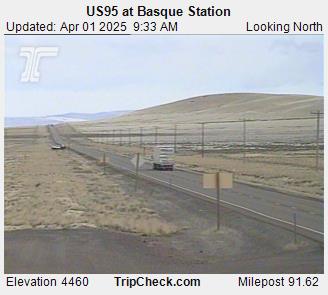 US95 at Basque Station
Updated: Apr 01 2025 9:33 AM Looking North
Elevation 4460 TripCheck.com Milepost 91.62